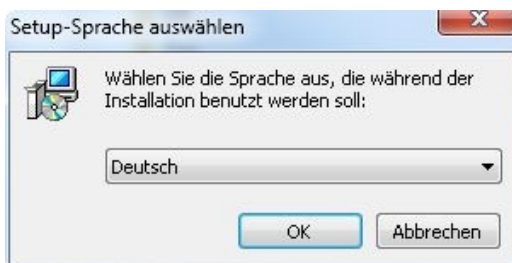 Setup-Sprache auswählen
Wählen Sie die Sprache aus, die während der
Installation benutzt werden soll:
Deutsch
OK
Abbrechen